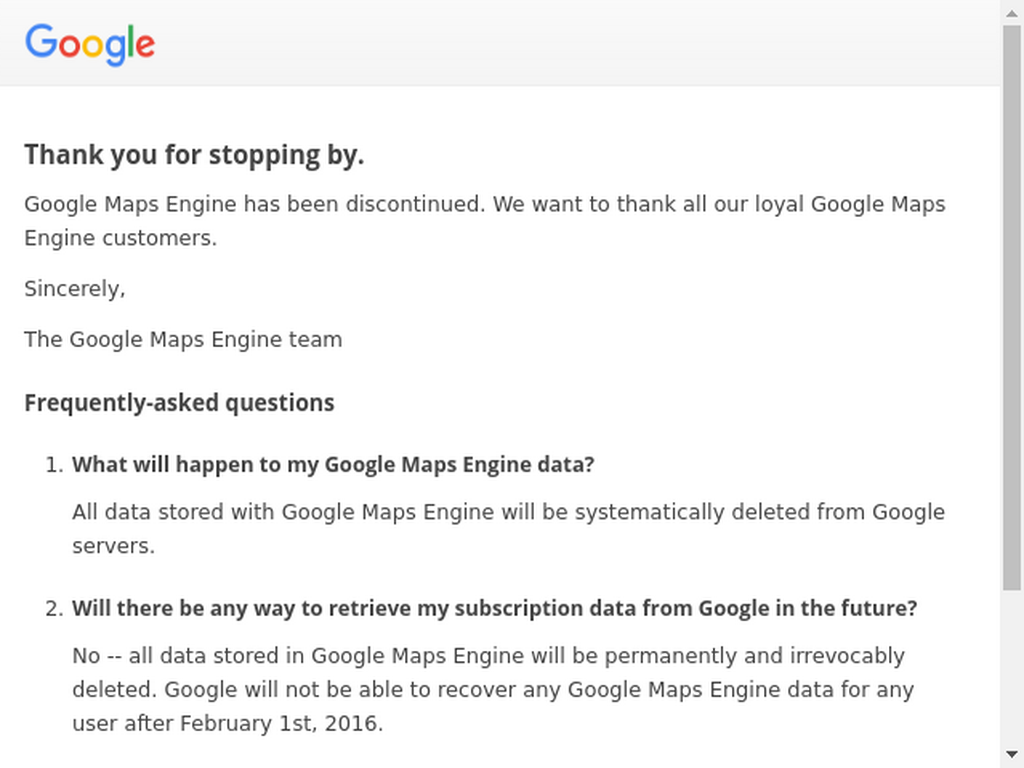 Google
Thank you for stopping by.
Google Maps Engine has been discontinued. We want to thank all our loyal Google Maps
Engine customers.
Sincerely,
The Google Maps Engine team
Frequently-asked questions
1. What will happen to my Google Maps Engine data?
All data stored with Google Maps Engine will be systematically deleted from Google
servers.
2. Will there be any way to retrieve my subscription data from Google in the future?
No -- all data stored in Google Maps Engine will be permanently and irrevocably
deleted. Google will not be able to recover any Google Maps Engine data for any
user after February 1st, 2016.